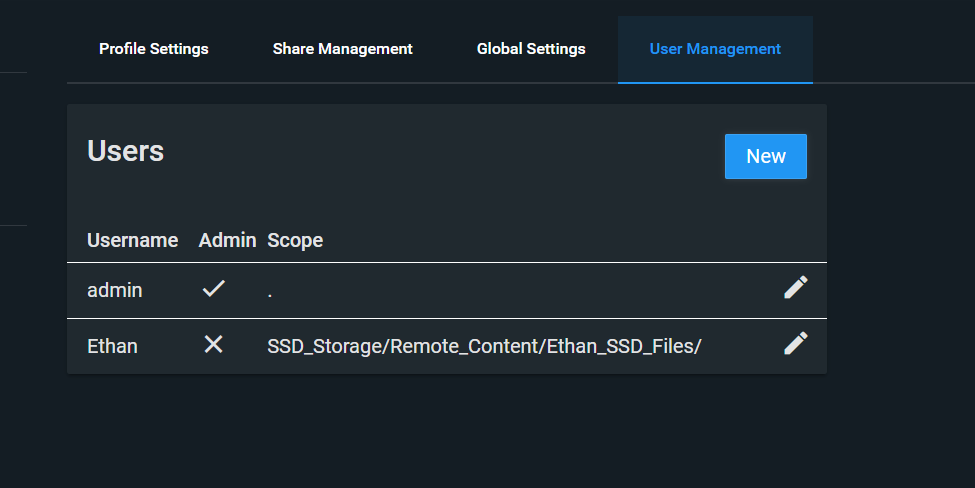 Profile Settings Share Management Global Settings User Management
Users
New
Username Admin Scope
admin .
Ethan SSD_Storage/Remote_Content/Ethan_SSD_Files/